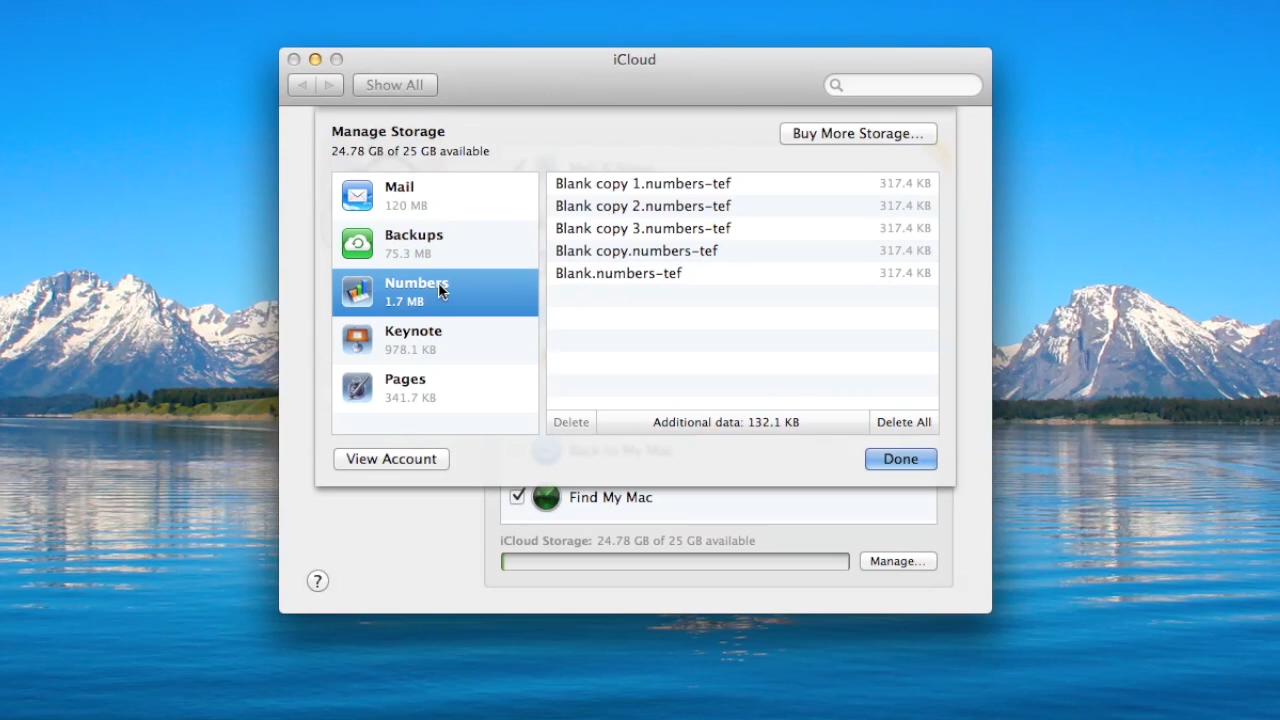 iCloud
Show All
Manage Storage
Buy More Storage...
24.78 GB of 25 GB available
Mail
120 MB
Backups
75.3 MB
Numbers
1.7 MB
Keynote
978.1 KB
Pages
341.7 KB
Blank copy 1.numbers-tef 317.4 KB
Blank copy 2.numbers-tef 317.4 KB
Blank copy 3.numbers-tef 317.4 KB
Blank copy.numbers-tef 317.4 KB
Blank.numbers-tef 317.4 KB
Delete
Additional data: 132.1 KB
Delete All
Back to My Mac
View Account
Done
Find My Mac
iCloud Storage: 24.78 GB of 25 GB available
Manage...
?